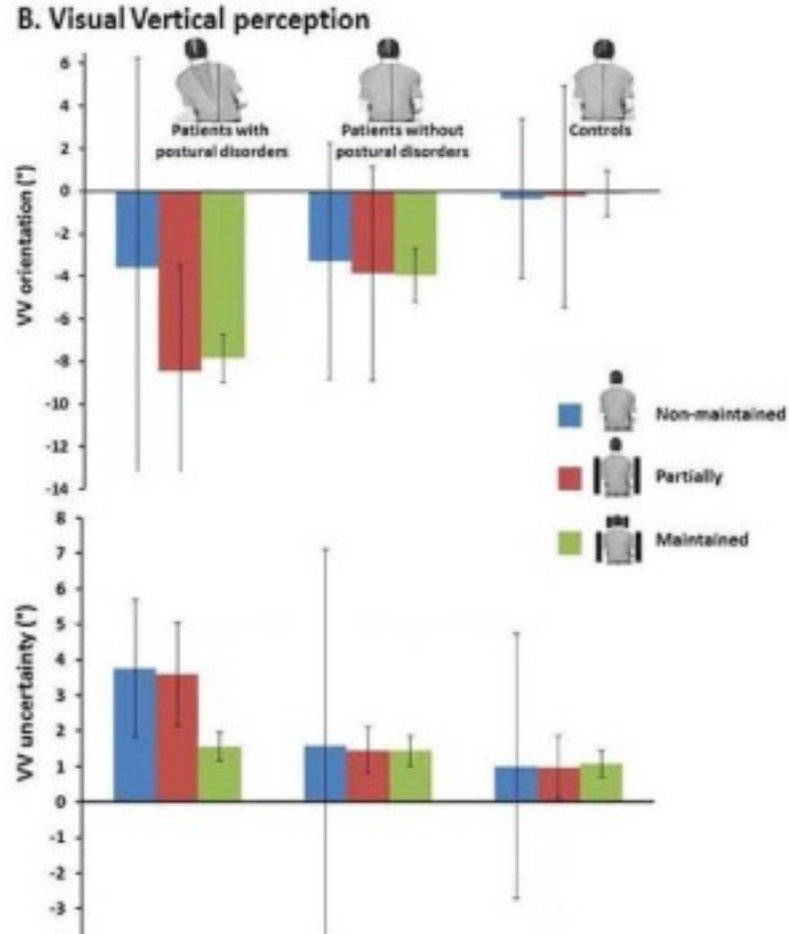 B. Visual Vertical perception
6
4
2
0
-2
-4
-6
-8
-10
-12
-14
VV orientation (°)
Patients with
postural disorders
Patients without
postural disorders
Controls
Non-maintained
Partially
Maintained
8
7
6
5
4
3
2
1
0
-1
-2
-3
VV uncertainty (°)